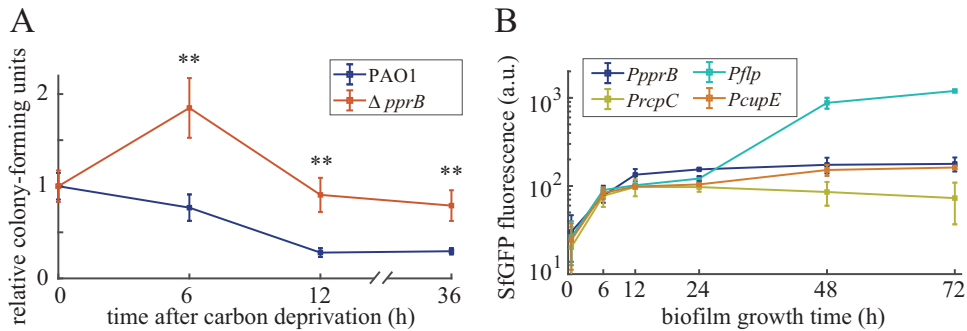 A
relative colony-forming units
2
1
0
**
**
**
PAO1
Δ pprB
0
6
12
36
time after carbon deprivation (h)
B
SfGFP fluorescence (a.u.)
10³
10²
10¹
PpprB
Pflp
PrcpC
PcupE
0
6
12
24
48
72
biofilm growth time (h)